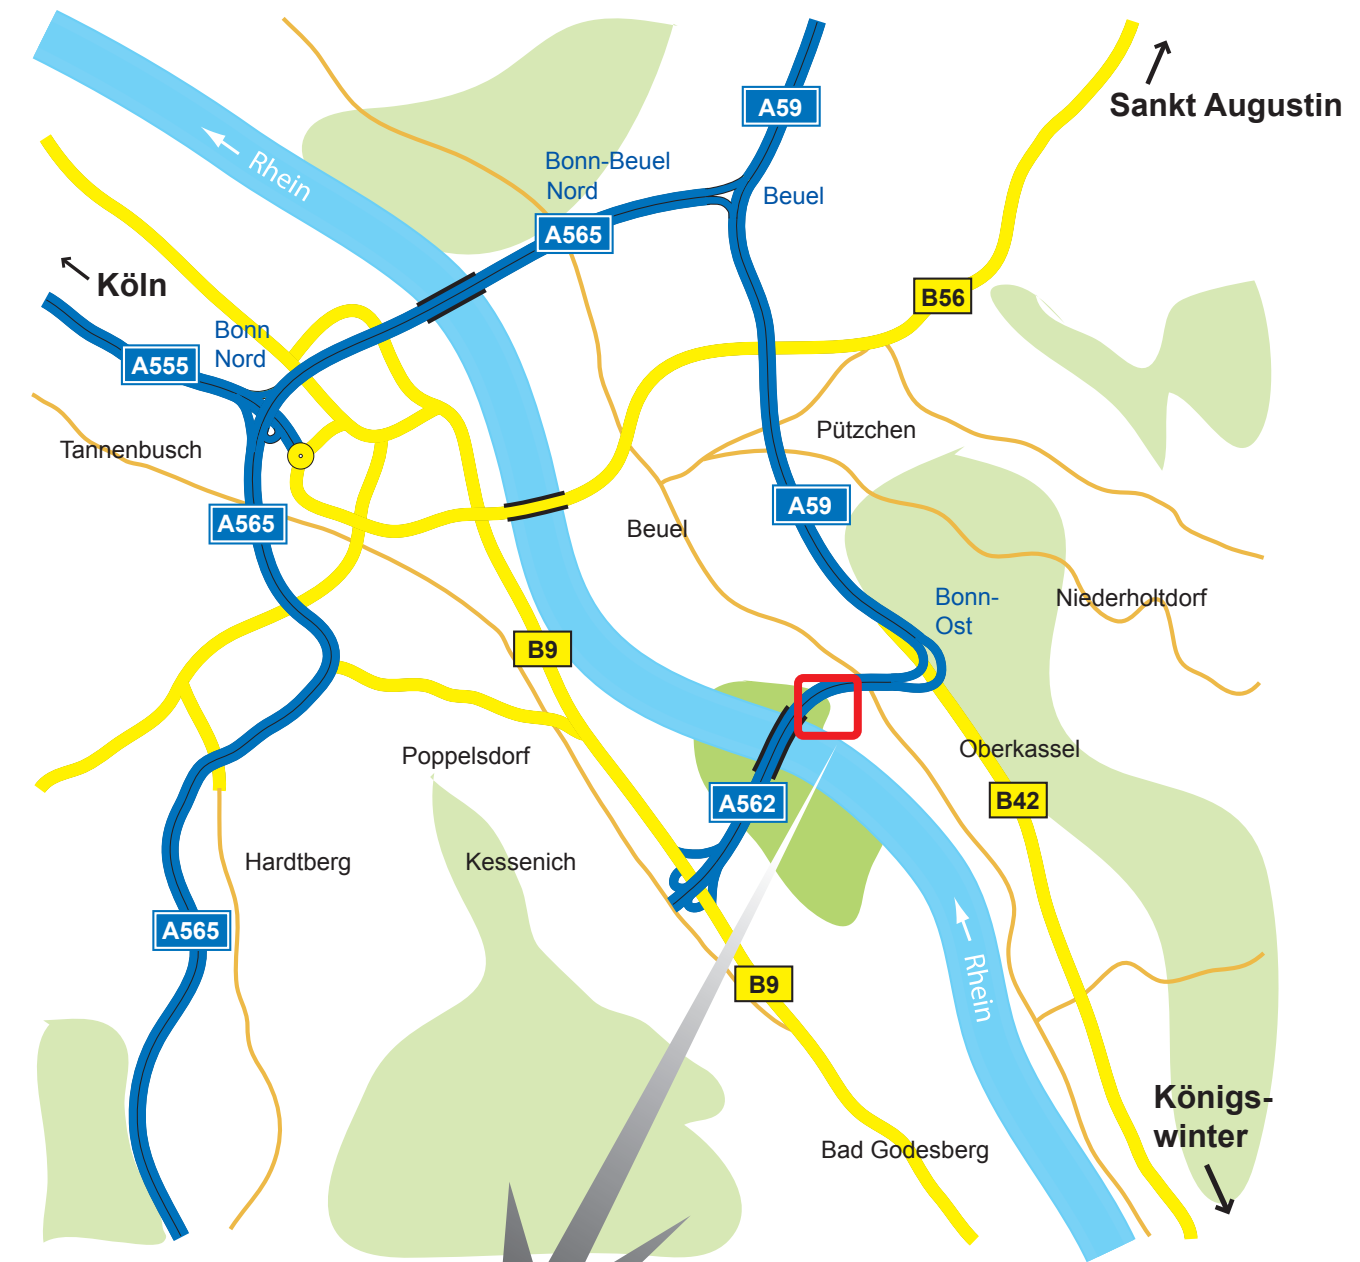 A59
Sankt Augustin
Rhein
Bonn-Beuel
Nord
Beuel
A565
Köln
B56
Bonn
Nord
A555
Pützchen
Tannenbusch
A59
A565
Beuel
Bonn-
Ost
Niederholtdorf
B9
Oberkassel
Poppelsdorf
A562
B42
Hardtberg
Kessenich
A565
B9
Rhein
Königs-
winter
Bad Godesberg